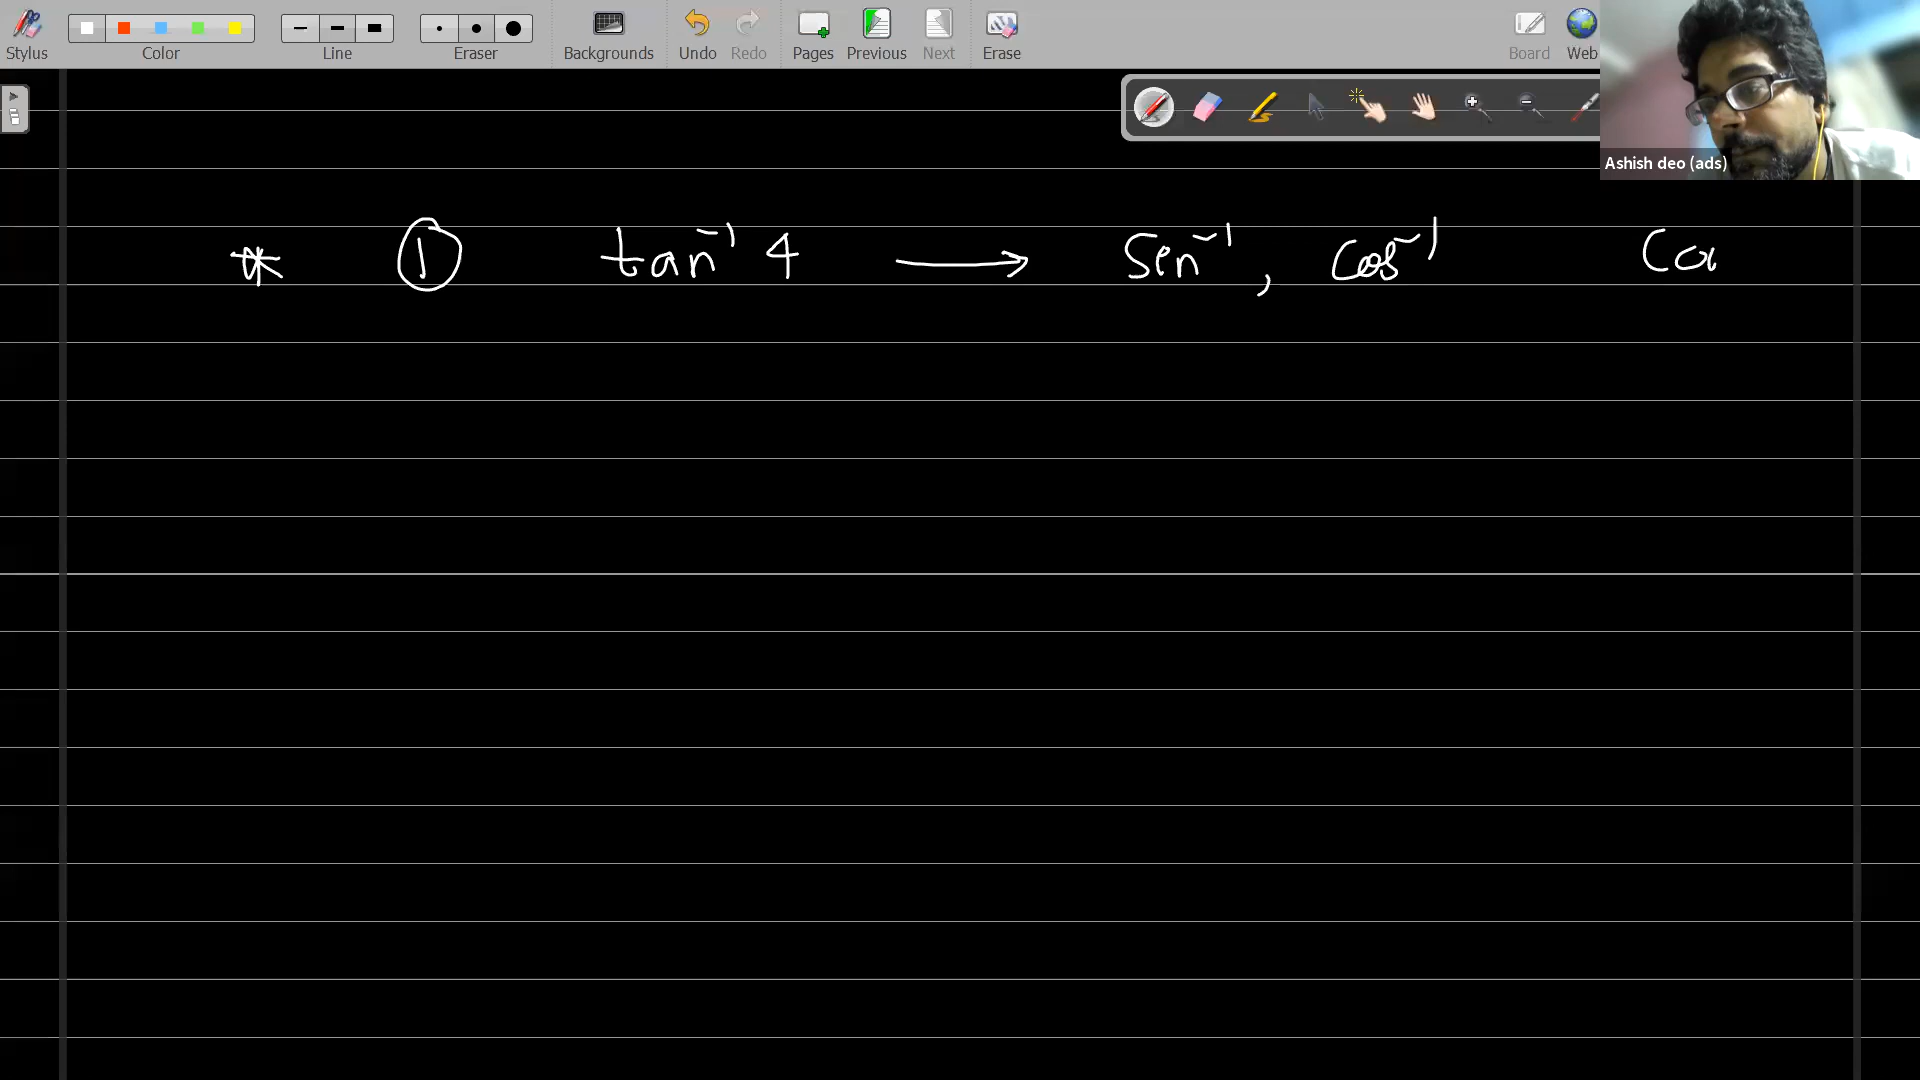 Stylus Color Line Eraser Backgrounds Undo Redo Pages Previous Next Erase Board Web
Ashish deo (ads)
* ① tan⁻¹ 4 → Sin⁻¹, Cos⁻¹